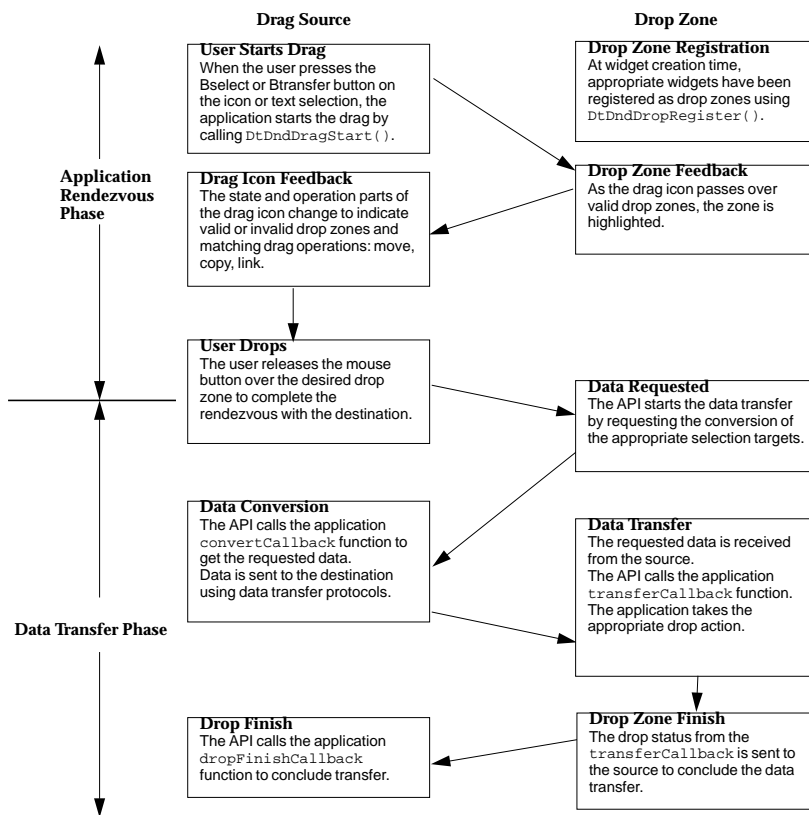 Drag Source
Drop Zone
User Starts Drag
When the user presses the
Bselect or Btransfer button on
the icon or text selection, the
application starts the drag by
calling DtDndDragStart().
Drop Zone Registration
At widget creation time,
appropriate widgets have been
registered as drop zones using
DtDndDropRegister().
Application
Rendezvous
Phase
Drag Icon Feedback
The state and operation parts of
the drag icon change to indicate
valid or invalid drop zones and
matching drag operations: move,
copy, link.
Drop Zone Feedback
As the drag icon passes over
valid drop zones, the zone is
highlighted.
User Drops
The user releases the mouse
button over the desired drop
zone to complete the
rendezvous with the destination.
Data Requested
The API starts the data transfer
by requesting the conversion of
the appropriate selection targets.
Data Transfer Phase
Data Conversion
The API calls the application
convertCallback function to
get the requested data.
Data is sent to the destination
using data transfer protocols.
Data Transfer
The requested data is received
from the source.
The API calls the application
transferCallback function.
The application takes the
appropriate drop action.
Drop Finish
The API calls the application
dropFinishCallback
function to conclude transfer.
Drop Zone Finish
The drop status from the
transferCallback is sent to
the source to conclude the data
transfer.